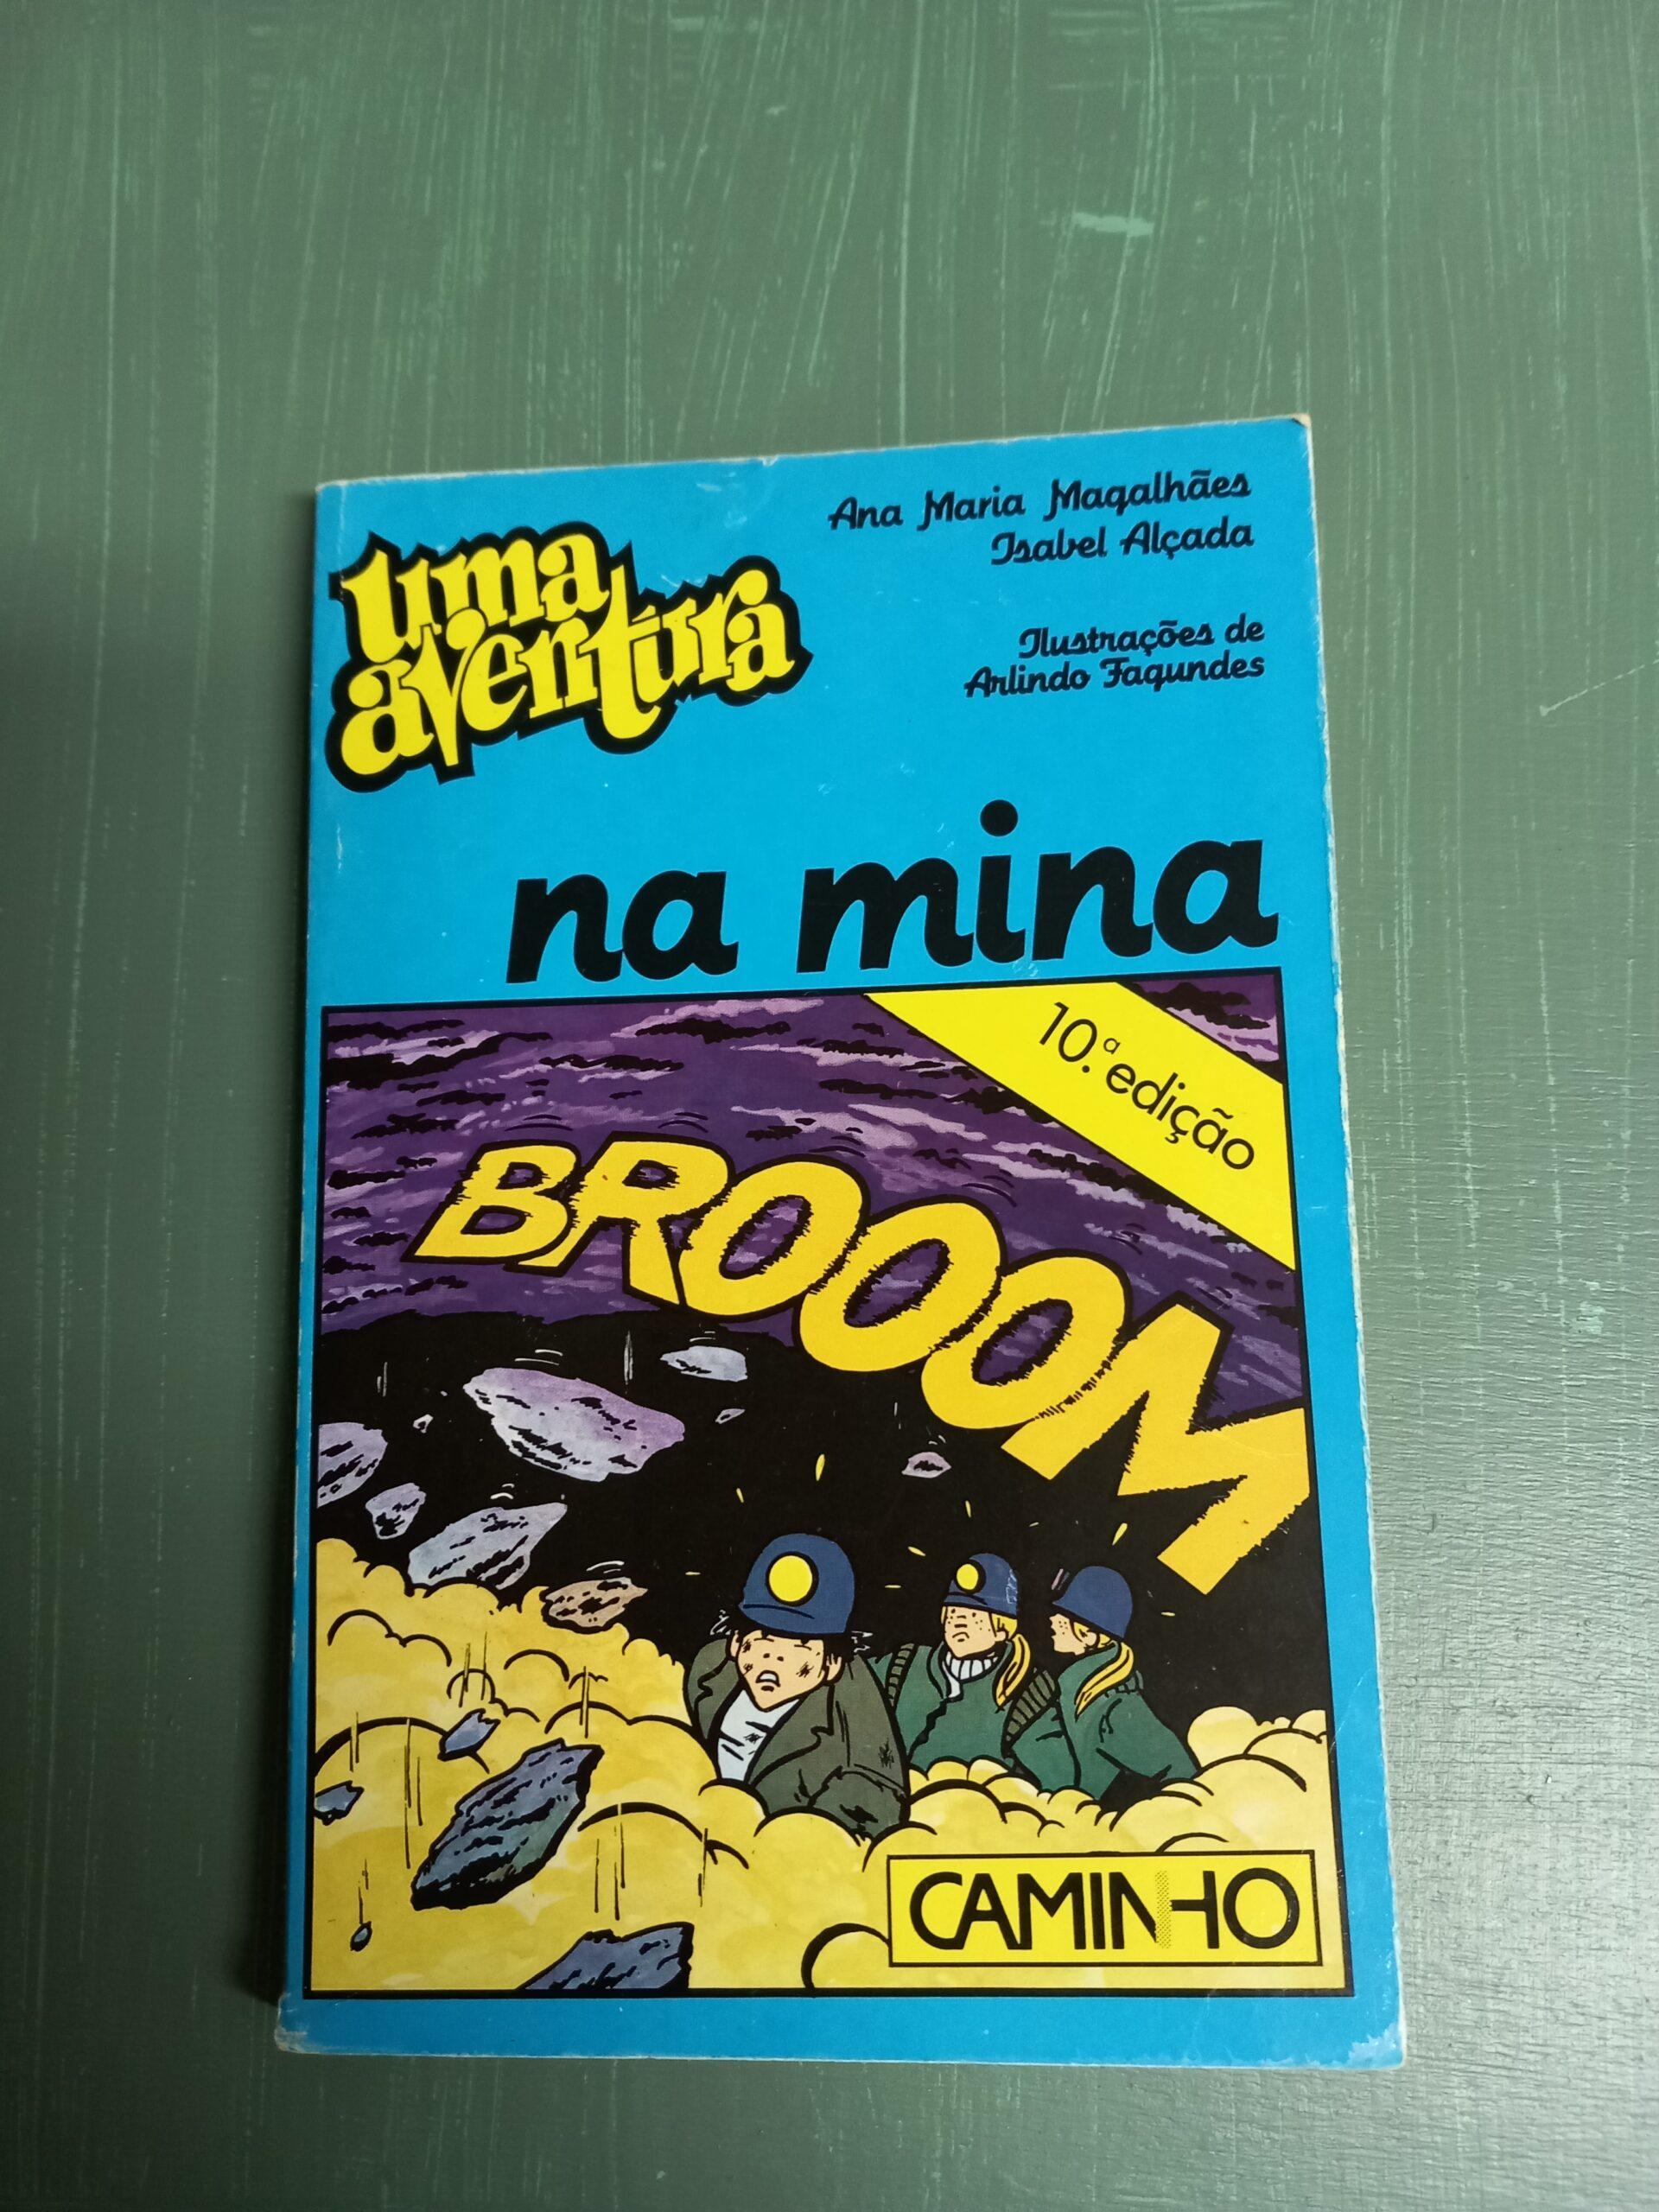 Ana Maria Magalhães
Isabel Alçada
Ilustrações de
Arlindo Fagundes
uma
aventura
na mina
10.ª edição
BROOOM
CAMINHO